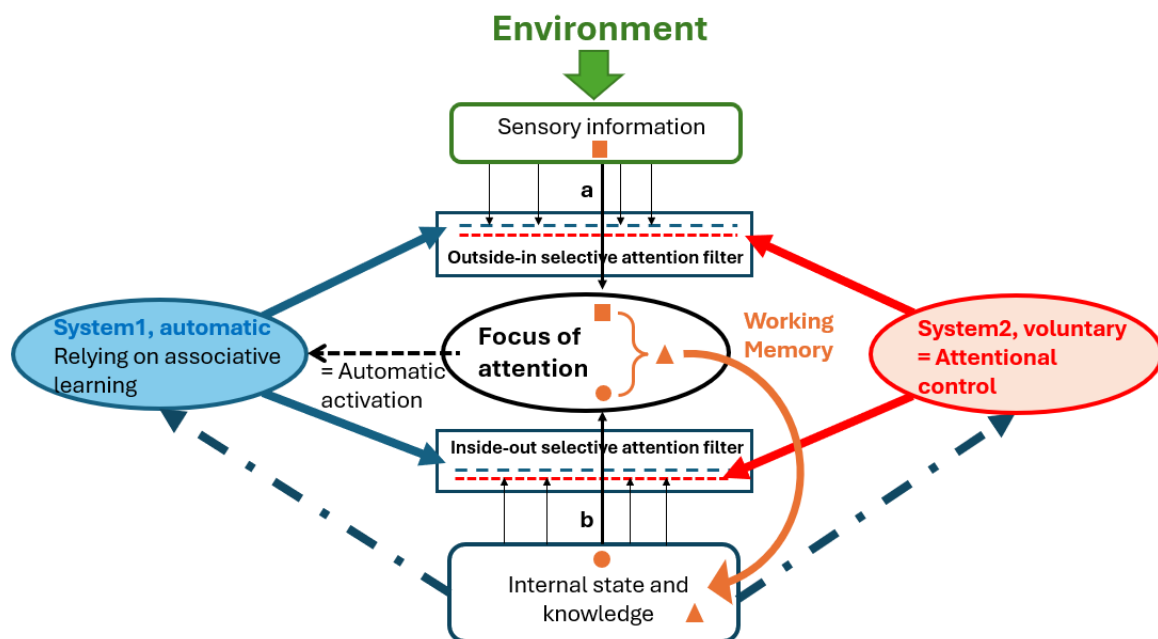 Environment
Sensory information
a
Outside-in selective attention filter
System1, automatic
Relying on associative
learning
= Automatic
activation
Focus of
attention
Working
Memory
System2, voluntary
= Attentional
control
Inside-out selective attention filter
b
Internal state and
knowledge